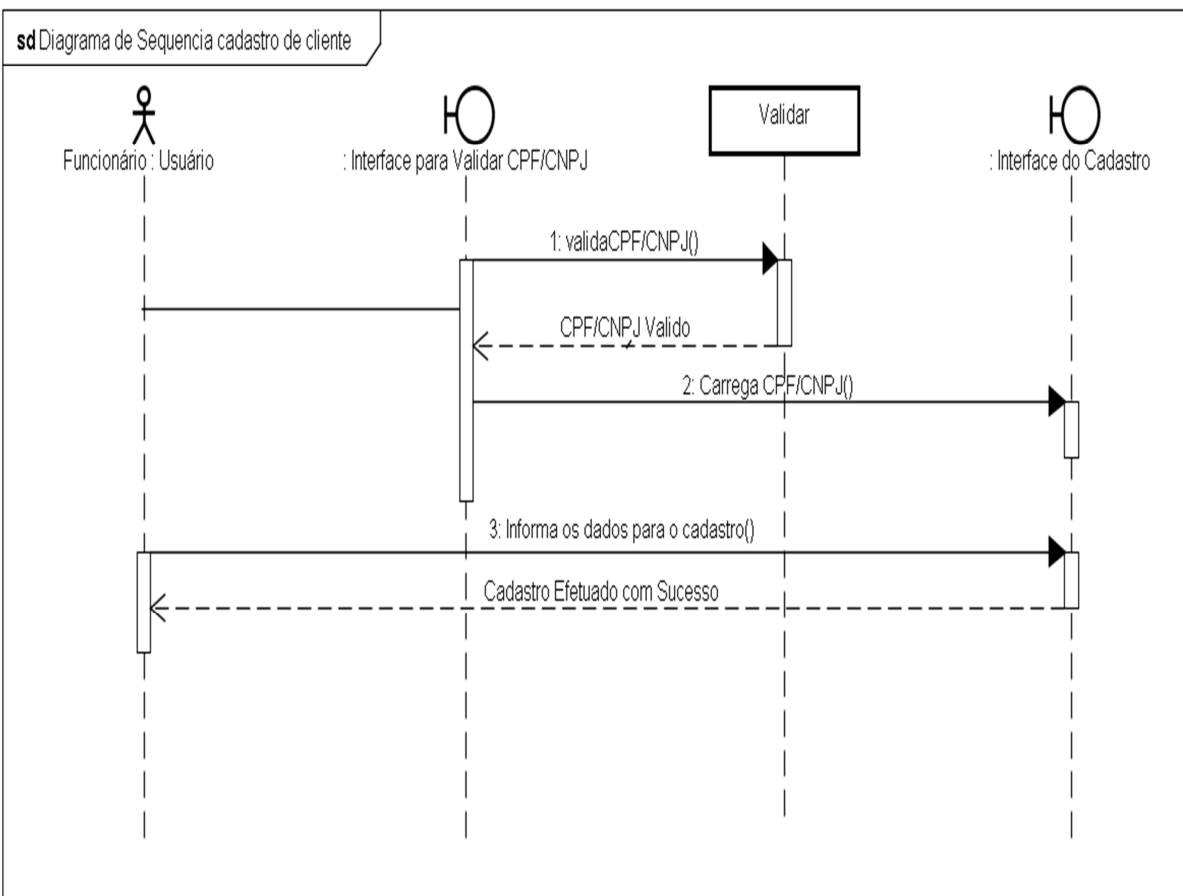 sd Diagrama de Sequencia cadastro de cliente
Funcionário : Usuário
: Interface para Validar CPF/CNPJ
Validar
: Interface do Cadastro
1: validaCPF/CNPJ()
CPF/CNPJ Valido
2: Carrega CPF/CNPJ()
3: Informa os dados para o cadastro()
Cadastro Efetuado com Sucesso